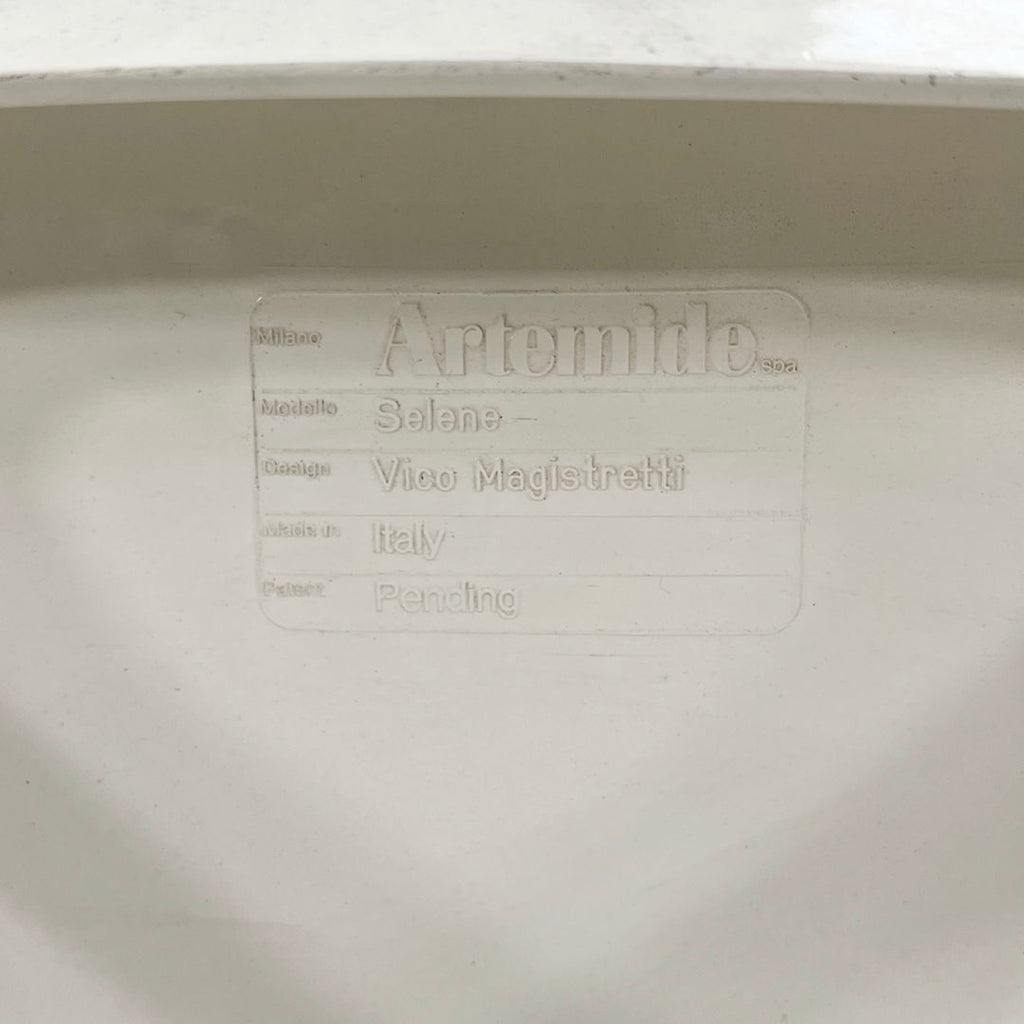 Milano Artemide spa
Modello Selene
Design Vico Magistretti
Made in Italy
Patent Pending